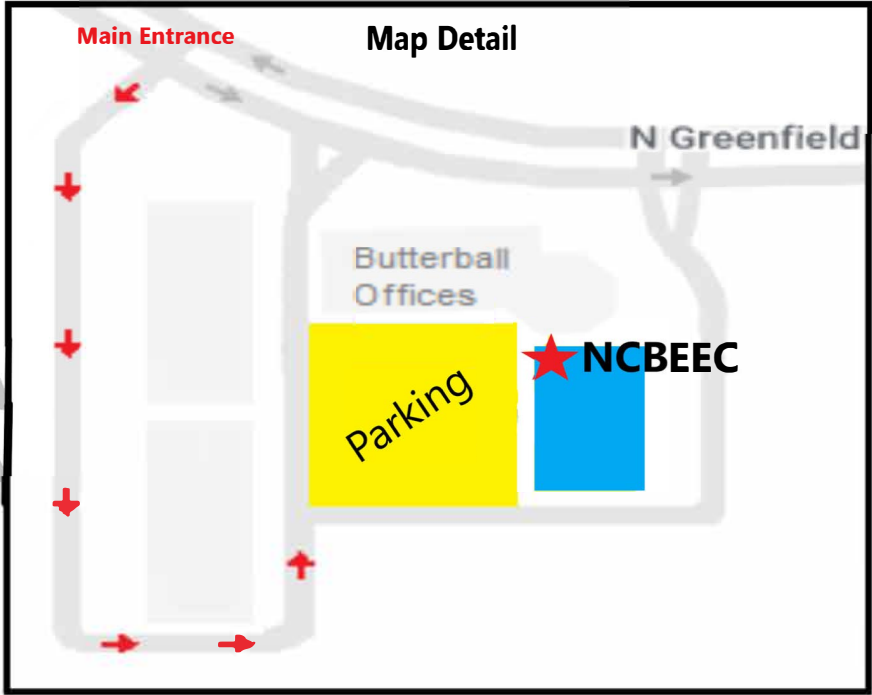 Main Entrance
Map Detail
N Greenfield
Butterball
Offices
NCBEEC
Parking